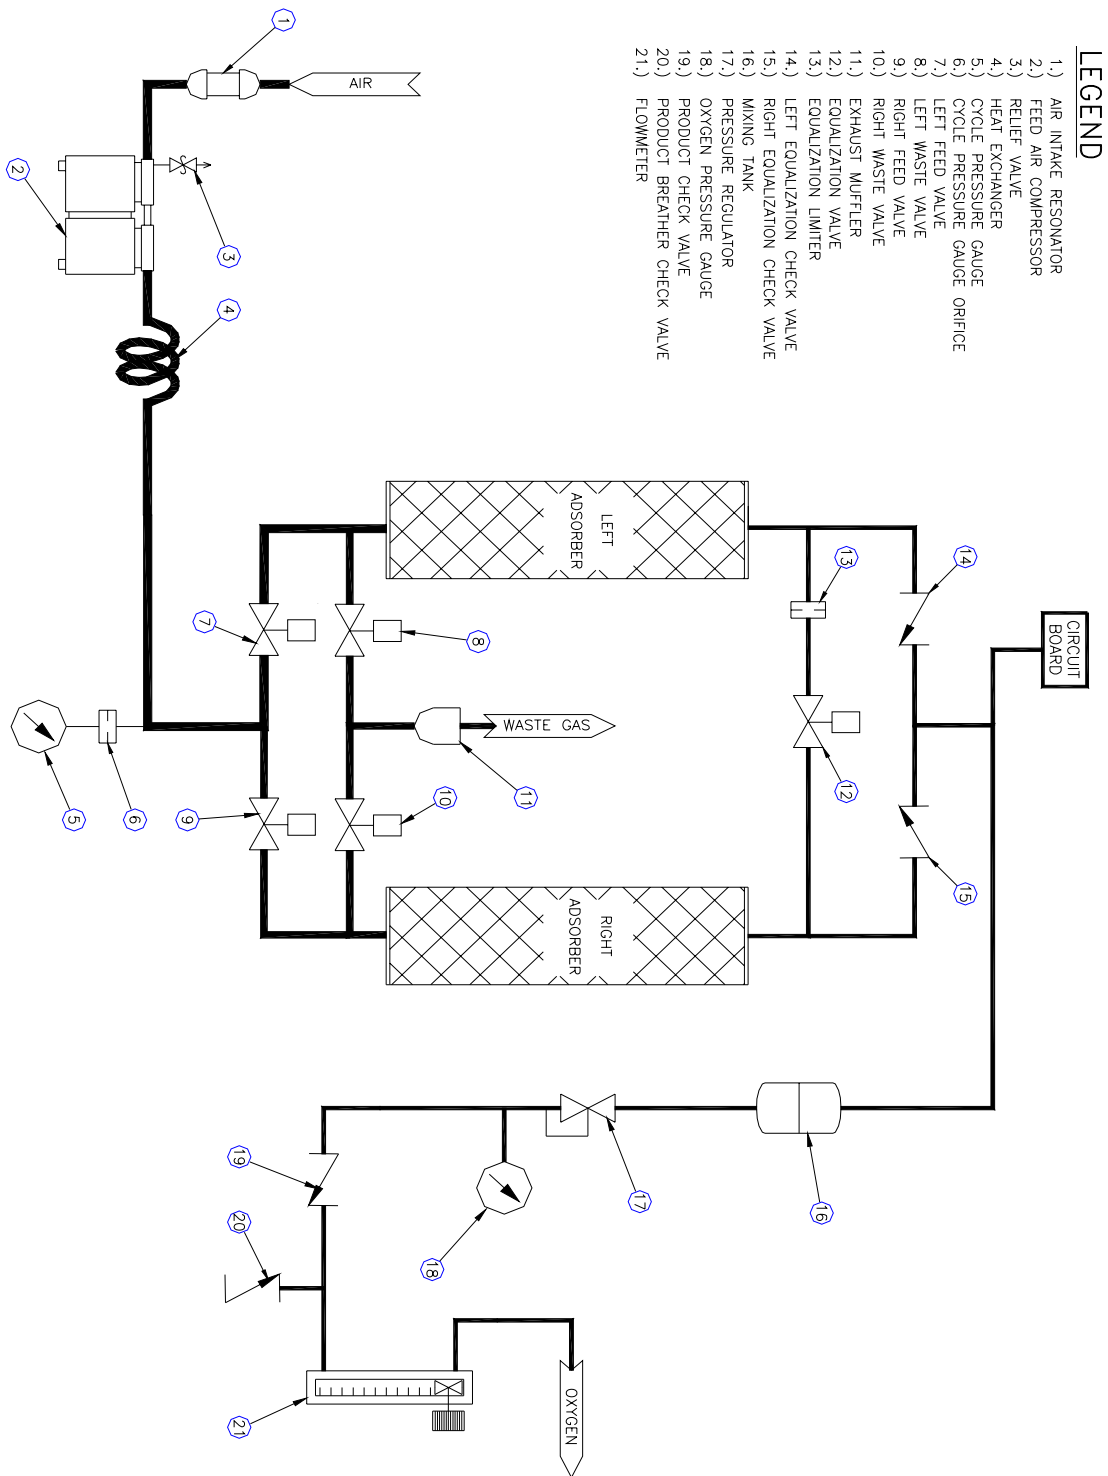 LEGEND
1.) AIR INTAKE RESONATOR
2.) FEED AIR COMPRESSOR
3.) RELIEF VALVE
4.) HEAT EXCHANGER
5.) CYCLE PRESSURE GAUGE
6.) CYCLE PRESSURE GAUGE ORIFICE
7.) LEFT FEED VALVE
8.) LEFT WASTE VALVE
9.) RIGHT FEED VALVE
10.) RIGHT WASTE VALVE
11.) EXHAUST MUFFLER
12.) EQUALIZATION VALVE
13.) EQUALIZATION LIMITER
14.) LEFT EQUALIZATION CHECK VALVE
15.) RIGHT EQUALIZATION CHECK VALVE
16.) MIXING TANK
17.) PRESSURE REGULATOR
18.) OXYGEN PRESSURE GAUGE
19.) PRODUCT CHECK VALVE
20.) PRODUCT BREATHER CHECK VALVE
21.) FLOWMETER
CIRCUIT
BOARD
14
15
13
12
LEFT
ADSORBER
RIGHT
ADSORBER
WASTE GAS
11
8
10
7
9
6
5
AIR
1
2
3
4
16
17
18
19
20
21
OXYGEN